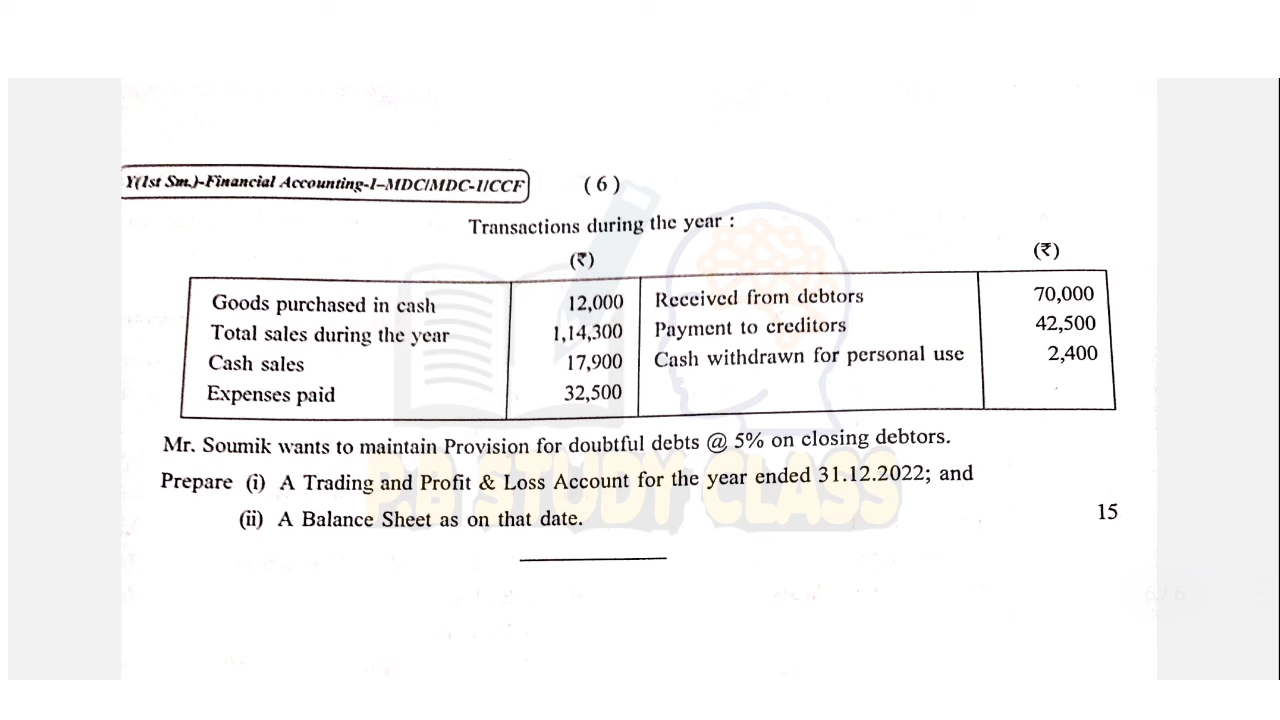 Y(1st Sm.)-Financial Accounting-1-MDC/MDC-1/CCF
( 6 )
Transactions during the year :
(₹) (₹)
Goods purchased in cash 12,000 Received from debtors 70,000
Total sales during the year 1,14,300 Payment to creditors 42,500
Cash sales 17,900 Cash withdrawn for personal use 2,400
Expenses paid 32,500
Mr. Soumik wants to maintain Provision for doubtful debts @ 5% on closing debtors.
Prepare (i) A Trading and Profit & Loss Account for the year ended 31.12.2022; and
(ii) A Balance Sheet as on that date. 15
P.B STUDY CLASS
6 / 6